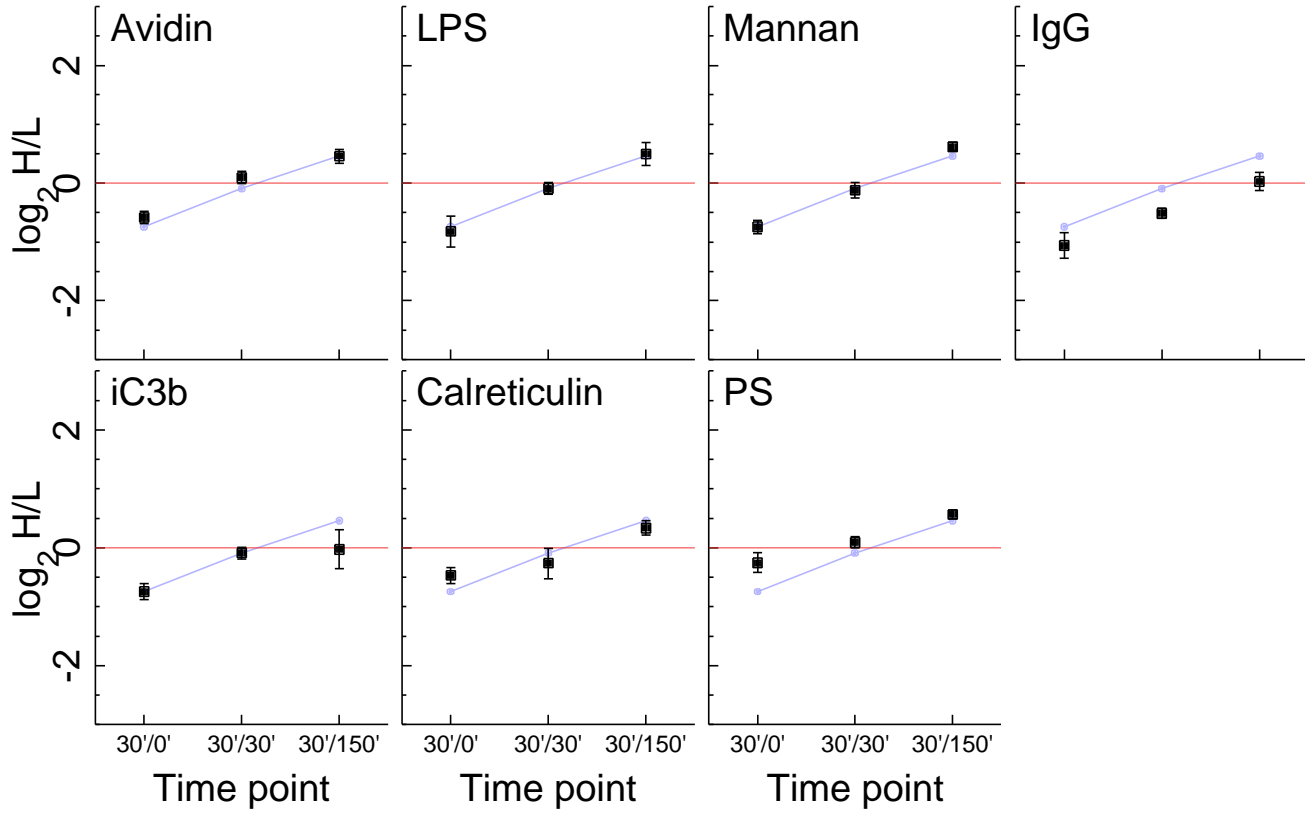 Avidin
LPS
Mannan
IgG
log2 H/L
2
0
-2
iC3b
Calreticulin
PS
log2 H/L
2
0
-2
30'/0' 30'/30' 30'/150'
30'/0' 30'/30' 30'/150'
30'/0' 30'/30' 30'/150'
Time point
Time point
Time point